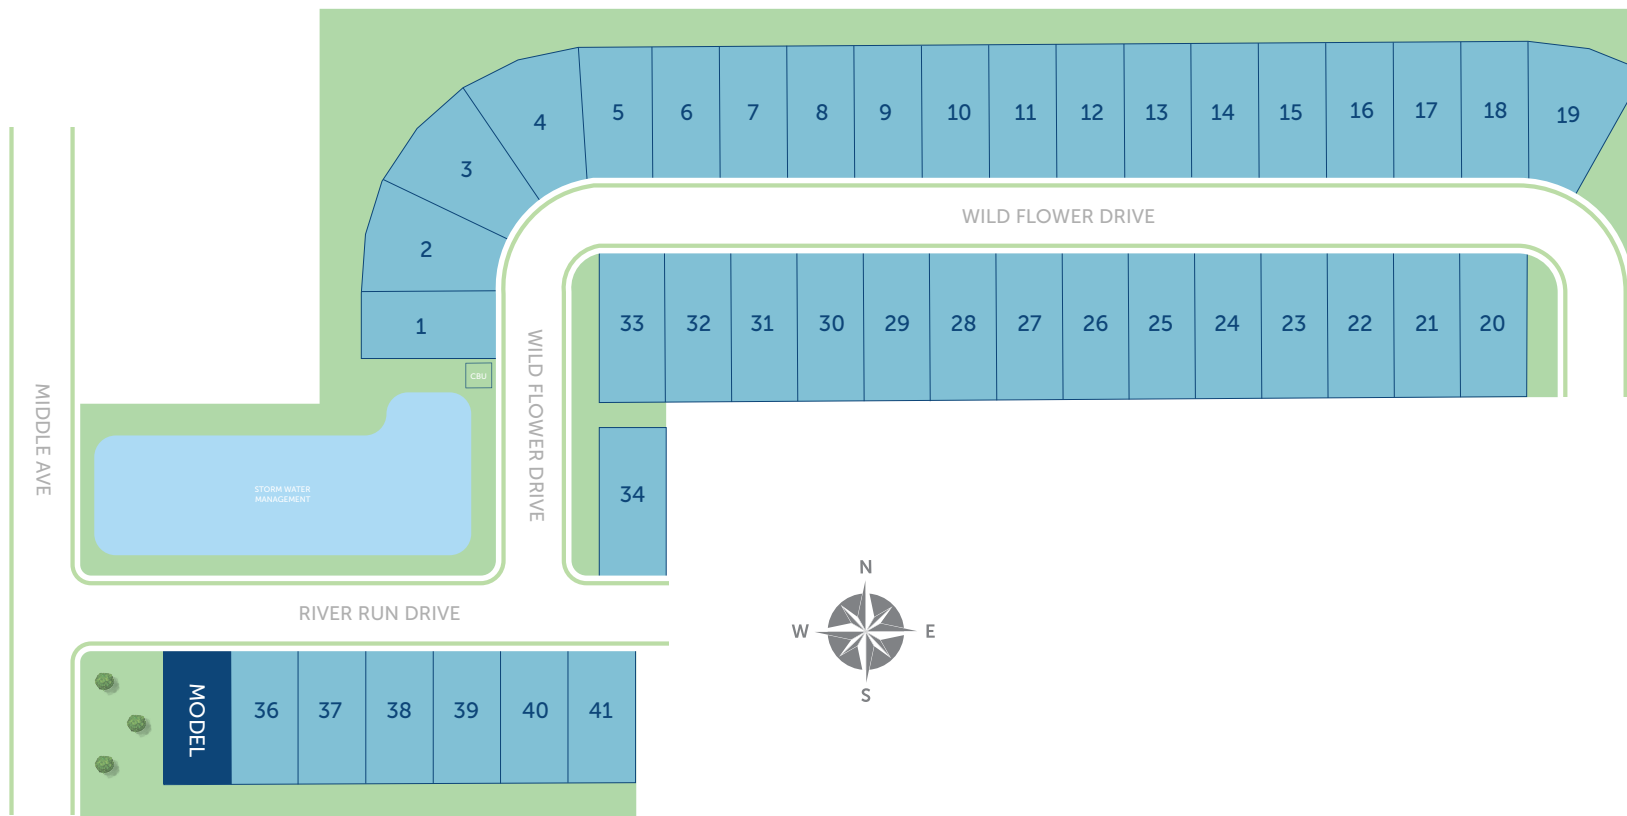 5 6 7 8 9 10 11 12 13 14 15 16 17 18 19
4
3
2
1
WILD FLOWER DRIVE
33 32 31 30 29 28 27 26 25 24 23 22 21 20
WILD FLOWER DRIVE
CBU
MIDDLE AVE
STORM WATER
MANAGEMENT
34
RIVER RUN DRIVE
N
W E
S
MODEL 36 37 38 39 40 41